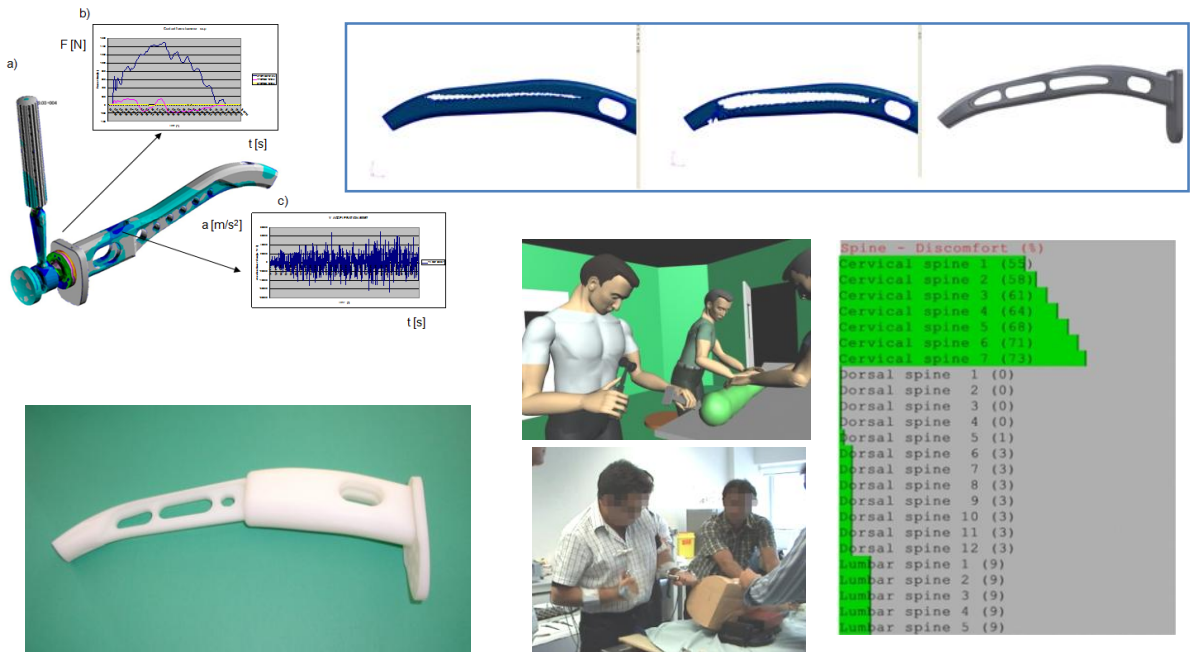 b)
F [N]
a)
t [s]
c)
a [m/s²]
t [s]
Spine - Discomfort (%)
Cervical spine 1 (55)
Cervical spine 2 (58)
Cervical spine 3 (61)
Cervical spine 4 (64)
Cervical spine 5 (68)
Cervical spine 6 (71)
Cervical spine 7 (73)
Dorsal spine 1 (0)
Dorsal spine 2 (0)
Dorsal spine 3 (0)
Dorsal spine 4 (0)
Dorsal spine 5 (1)
Dorsal spine 6 (3)
Dorsal spine 7 (3)
Dorsal spine 8 (3)
Dorsal spine 9 (3)
Dorsal spine 10 (3)
Dorsal spine 11 (3)
Dorsal spine 12 (3)
Lumbar spine 1 (9)
Lumbar spine 2 (9)
Lumbar spine 3 (9)
Lumbar spine 4 (9)
Lumbar spine 5 (9)